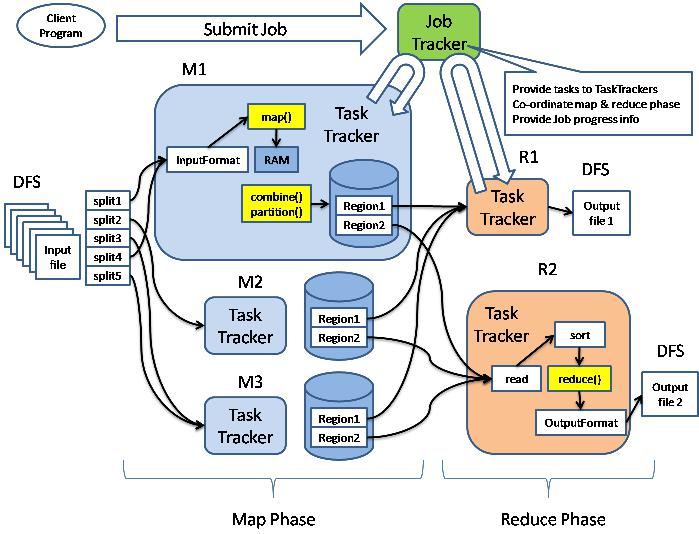 Client
Program
Submit Job
Job
Tracker
Provide tasks to TaskTrackers
Co-ordinate map & reduce phase
Provide Job progress info
M1
Task
Tracker
map()
InputFormat
RAM
combine()
partition()
Region1
Region2
DFS
Input
file
split1
split2
split3
split4
split5
M2
Task
Tracker
Region1
Region2
M3
Task
Tracker
Region1
Region2
R1
Task
Tracker
DFS
Output
file 1
R2
Task
Tracker
sort
read
reduce()
OutputFormat
DFS
Output
file 2
Map Phase
Reduce Phase